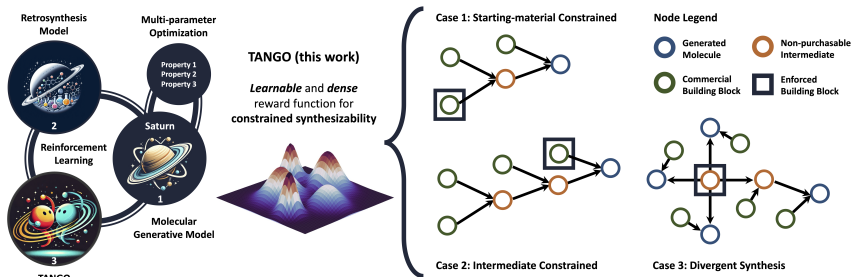 Retrosynthesis
Model
2
Multi-parameter
Optimization
Property 1
Property 2
Property 3
Reinforcement
Learning
Saturn
1
Molecular
Generative Model
3
TANGO
TANGO (this work)
Learnable and dense
reward function for
constrained synthesizability
Case 1: Starting-material Constrained
Case 2: Intermediate Constrained
Node Legend
Generated
Molecule
Non-purchasable
Intermediate
Commercial
Building Block
Enforced
Building Block
Case 3: Divergent Synthesis